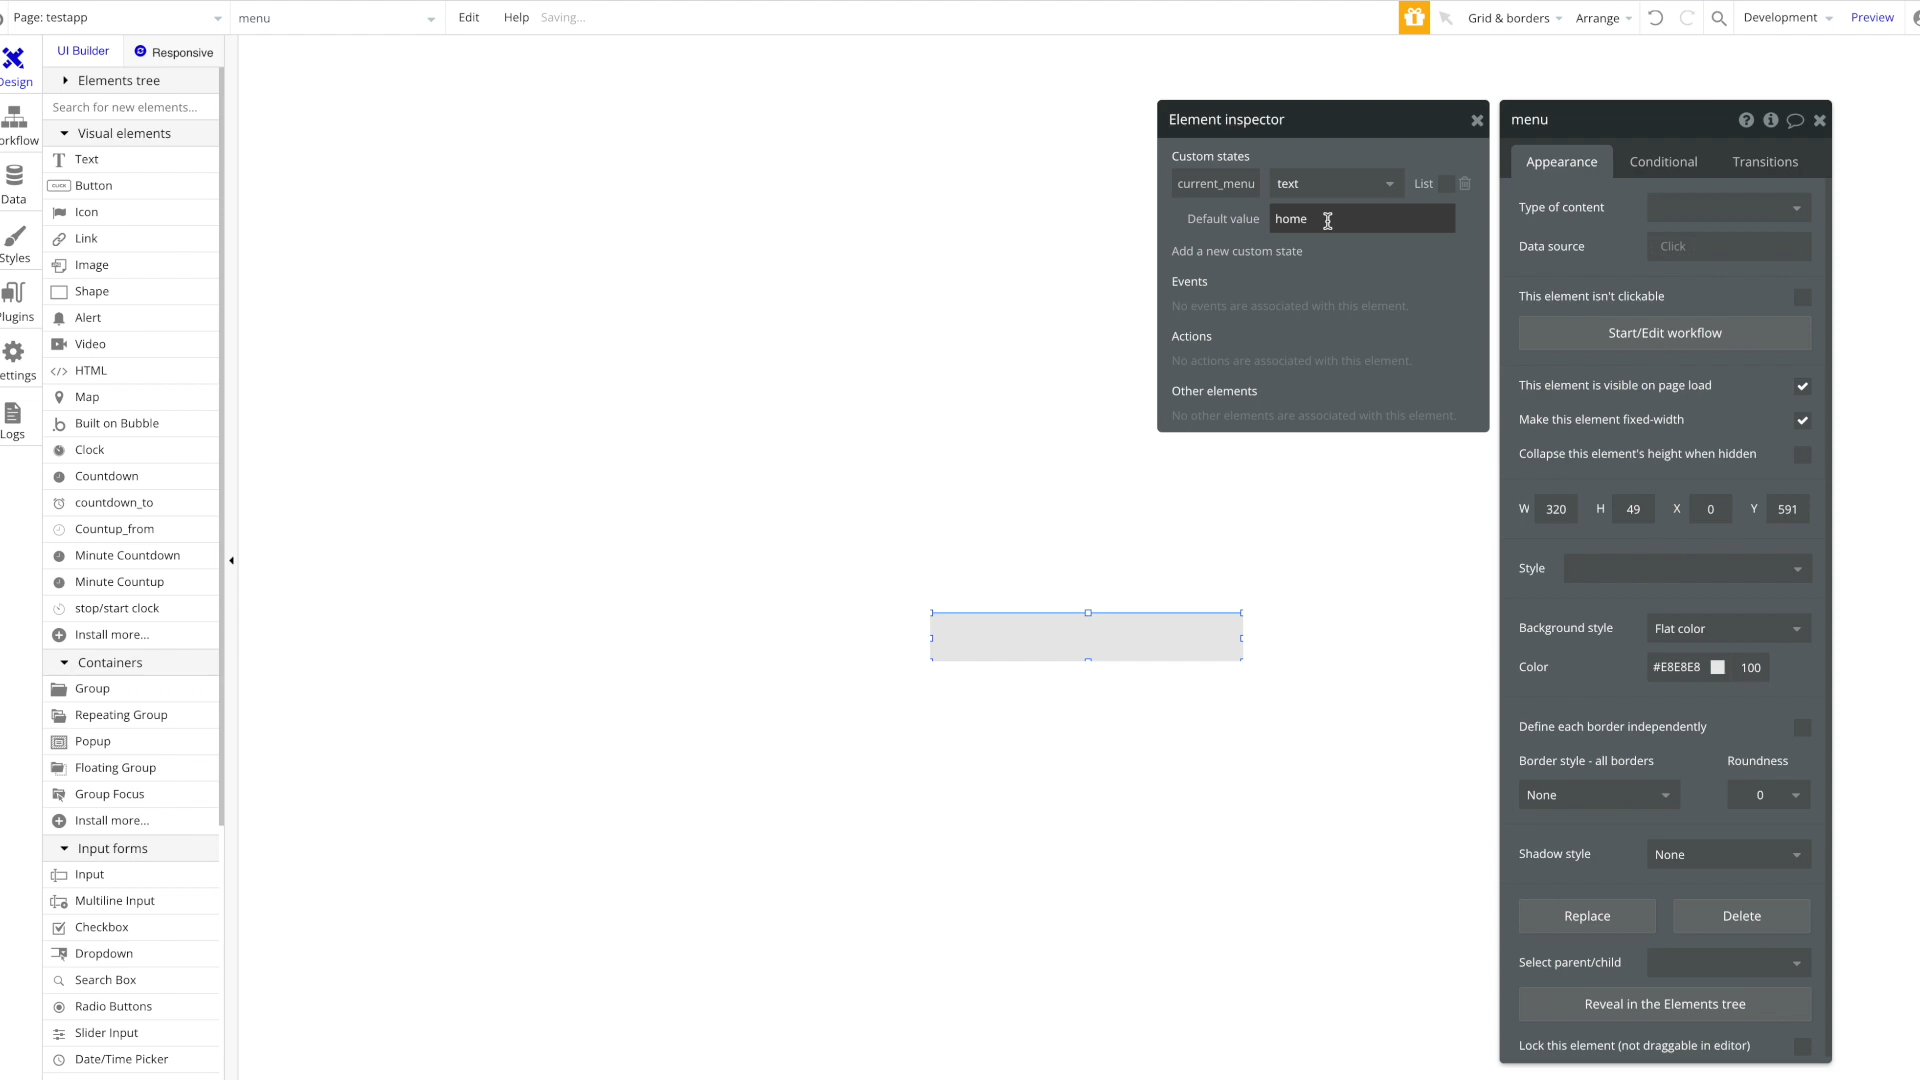 Page: testapp
menu
Edit
Help
Saving...
Grid & borders
Arrange
Development
Preview
Design
UI Builder
Responsive
Elements tree
Search for new elements...
Visual elements
Text
Button
Icon
Link
Image
Shape
Alert
Video
HTML
Map
Built on Bubble
Clock
Countdown
countdown_to
Countup_from
Minute Countdown
Minute Countup
stop/start clock
Install more...
Containers
Group
Repeating Group
Popup
Floating Group
Group Focus
Install more...
Input forms
Input
Multiline Input
Checkbox
Dropdown
Search Box
Radio Buttons
Slider Input
Date/Time Picker
orkflow
Data
Styles
Plugins
ettings
Logs
CLICK
Element inspector
Custom states
current_menu text List
Default value home
Add a new custom state
Events
No events are associated with this element.
Actions
No actions are associated with this element.
Other elements
No other elements are associated with this element.
menu
Appearance Conditional Transitions
Type of content
Data source Click
This element isn't clickable
Start/Edit workflow
This element is visible on page load
Make this element fixed-width
Collapse this element's height when hidden
W 320 H 49 X 0 Y 591
Style
Background style Flat color
Color #E8E8E8 100
Define each border independently
Border style - all borders Roundness
None 0
Shadow style None
Replace Delete
Select parent/child
Reveal in the Elements tree
Lock this element (not draggable in editor)